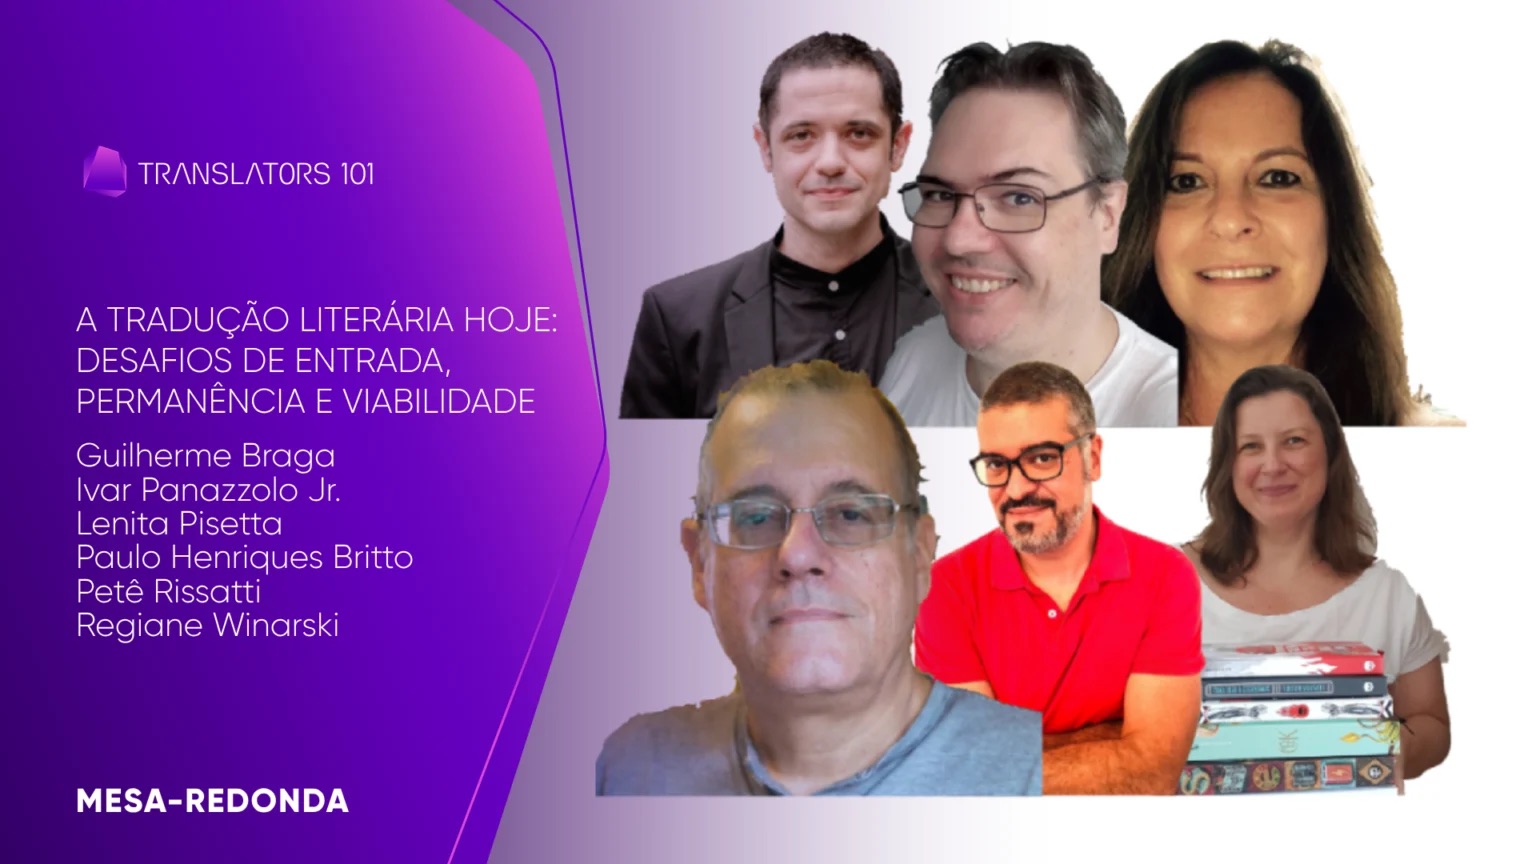 TRANSLATORS 101
A TRADUÇÃO LITERÁRIA HOJE:
DESAFIOS DE ENTRADA,
PERMANÊNCIA E VIABILIDADE
Guilherme Braga
Ivar Panazzolo Jr.
Lenita Pisetta
Paulo Henriques Britto
Petê Rissatti
Regiane Winarski
MESA-REDONDA